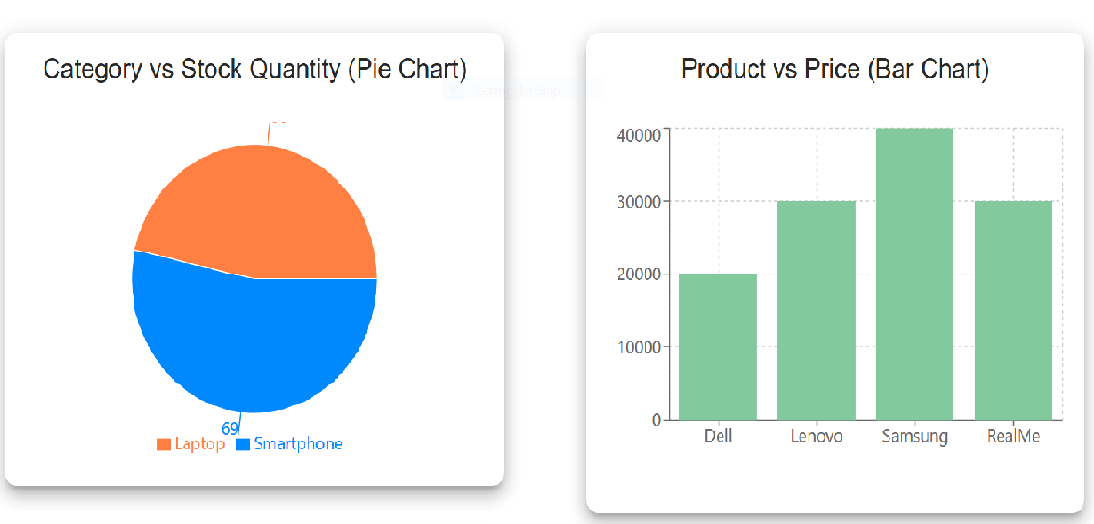 Category vs Stock Quantity (Pie Chart)
69
Laptop Smartphone
Product vs Price (Bar Chart)
40000
30000
20000
10000
0
Dell Lenovo Samsung RealMe